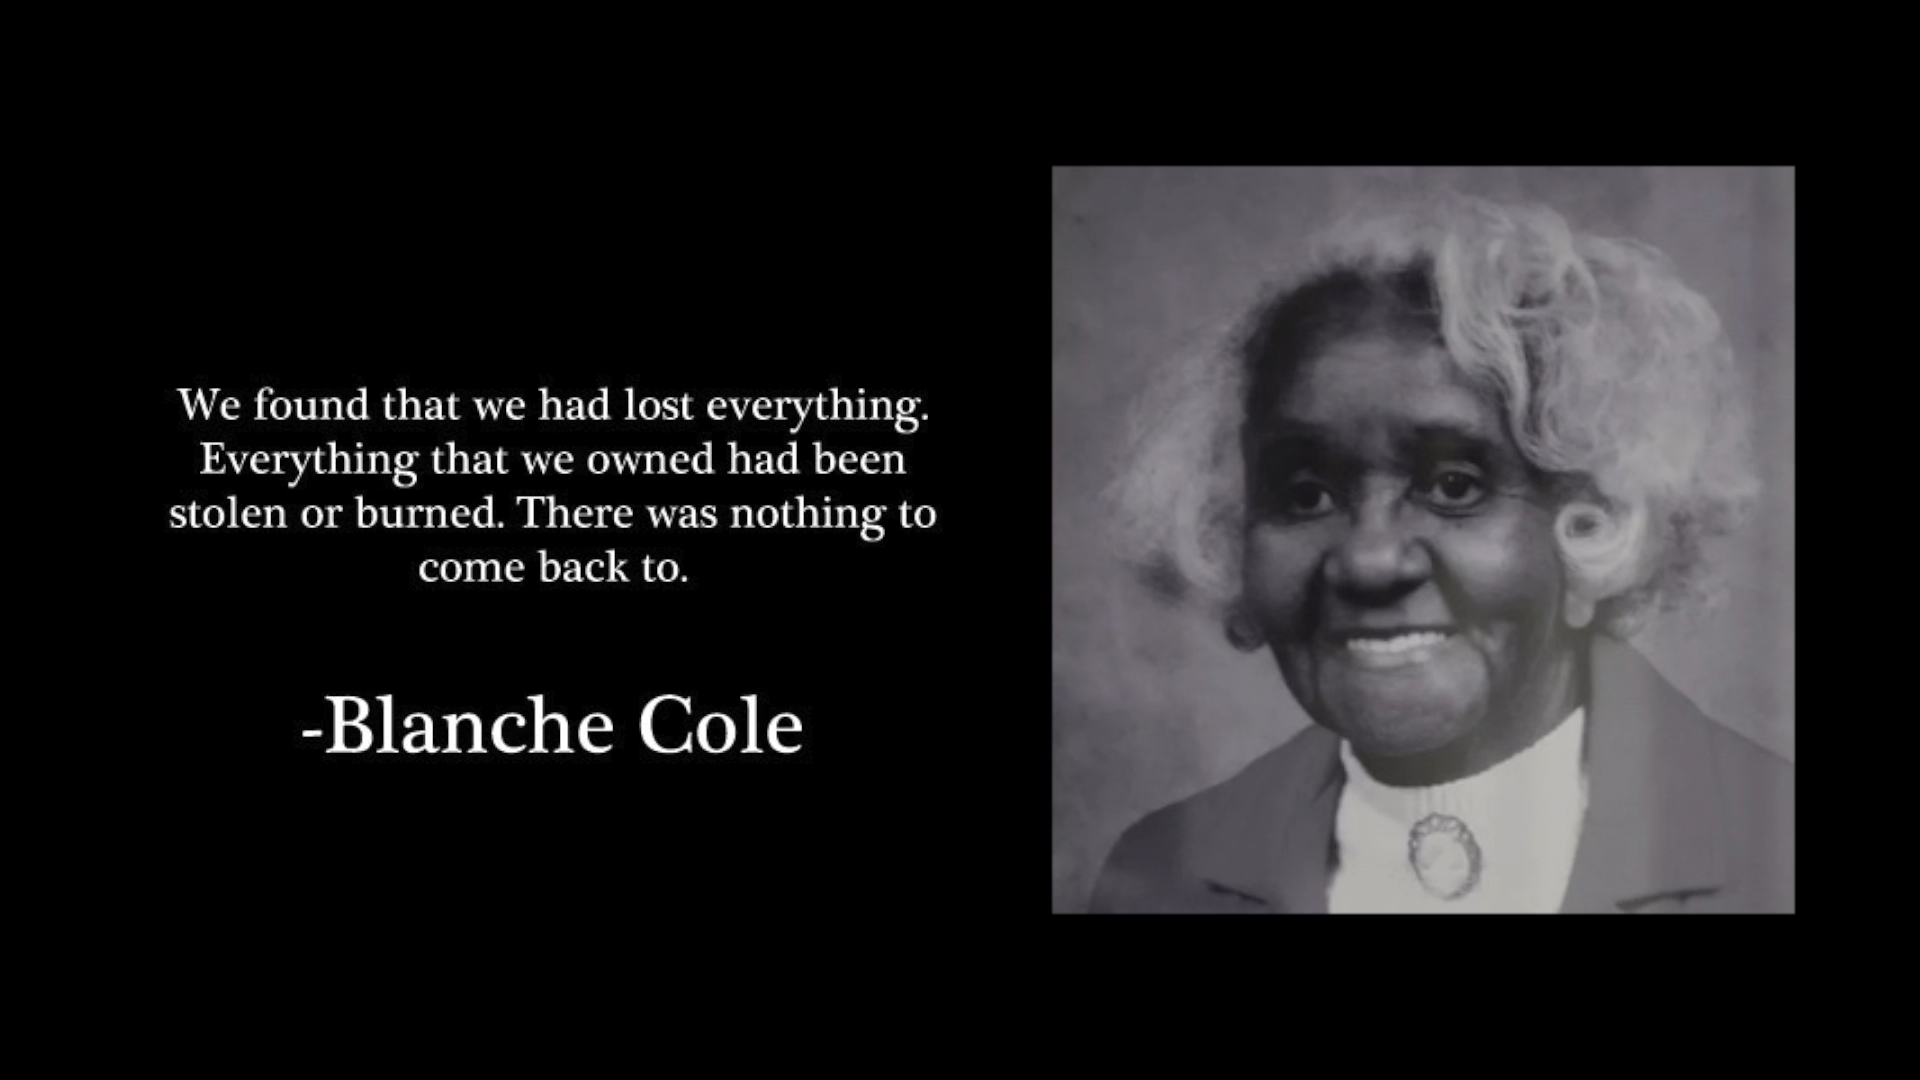 We found that we had lost everything.
Everything that we owned had been
stolen or burned. There was nothing to
come back to.
-Blanche Cole